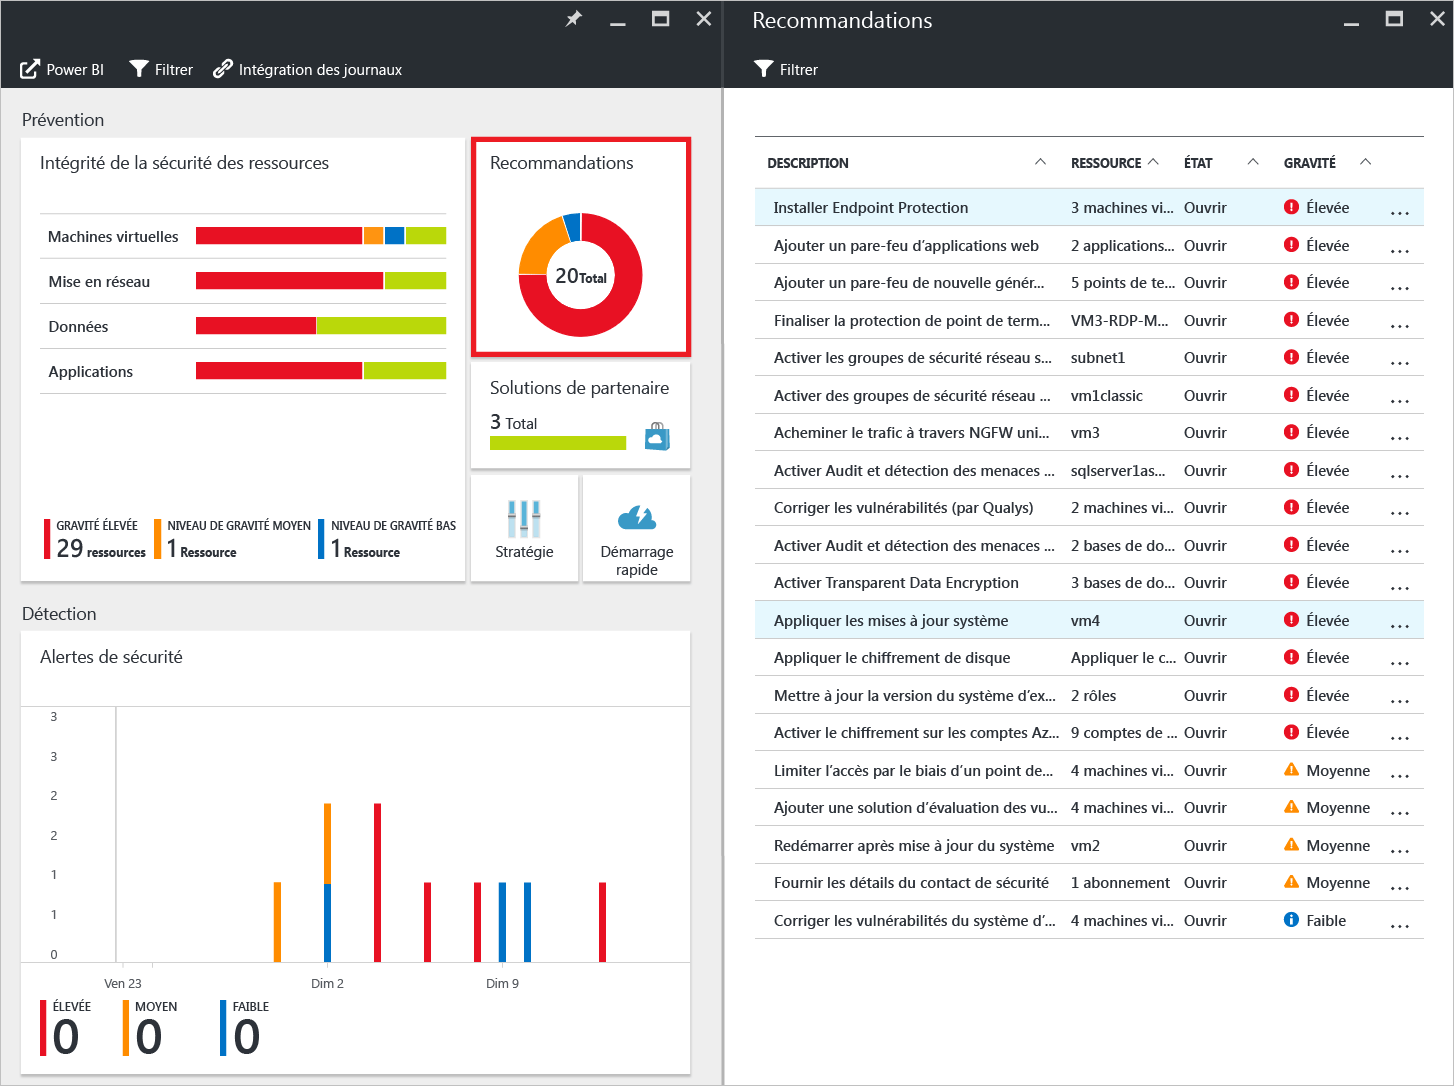 Power BI
Filtrer
Intégration des journaux
Prévention
Intégrité de la sécurité des ressources
Machines virtuelles
Mise en réseau
Données
Applications
GRAVITÉ ÉLEVÉE
29 ressources
NIVEAU DE GRAVITÉ MOYEN
1 Ressource
NIVEAU DE GRAVITÉ BAS
1 Ressource
Recommandations
20 Total
Solutions de partenaire
3 Total
Stratégie
Démarrage
rapide
Détection
Alertes de sécurité
3
3
2
2
1
1
0
Ven 23
Dim 2
Dim 9
ÉLEVÉE
0
MOYEN
0
FAIBLE
0
Recommandations
Filtrer
DESCRIPTION RESSOURCE ÉTAT GRAVITÉ
Installer Endpoint Protection 3 machines vi... Ouvrir Élevée ...
Ajouter un pare-feu d’applications web 2 applications... Ouvrir Élevée ...
Ajouter un pare-feu de nouvelle génér... 5 points de te... Ouvrir Élevée ...
Finaliser la protection de point de term... VM3-RDP-M... Ouvrir Élevée ...
Activer les groupes de sécurité réseau s... subnet1 Ouvrir Élevée ...
Activer des groupes de sécurité réseau ... vm1classic Ouvrir Élevée ...
Acheminer le trafic à travers NGFW uni... vm3 Ouvrir Élevée ...
Activer Audit et détection des menaces ... sqlserver1as... Ouvrir Élevée ...
Corriger les vulnérabilités (par Qualys) 2 machines vi... Ouvrir Élevée ...
Activer Audit et détection des menaces ... 2 bases de do... Ouvrir Élevée ...
Activer Transparent Data Encryption 3 bases de do... Ouvrir Élevée ...
Appliquer les mises à jour système vm4 Ouvrir Élevée ...
Appliquer le chiffrement de disque Appliquer le c... Ouvrir Élevée ...
Mettre à jour la version du système d’ex... 2 rôles Ouvrir Élevée ...
Activer le chiffrement sur les comptes Az... 9 comptes de ... Ouvrir Élevée ...
Limiter l’accès par le biais d’un point de... 4 machines vi... Ouvrir Moyenne ...
Ajouter une solution d’évaluation des vu... 4 machines vi... Ouvrir Moyenne ...
Redémarrer après mise à jour du système vm2 Ouvrir Moyenne ...
Fournir les détails du contact de sécurité 1 abonnement Ouvrir Moyenne ...
Corriger les vulnérabilités du système d’... 4 machines vi... Ouvrir Faible ...